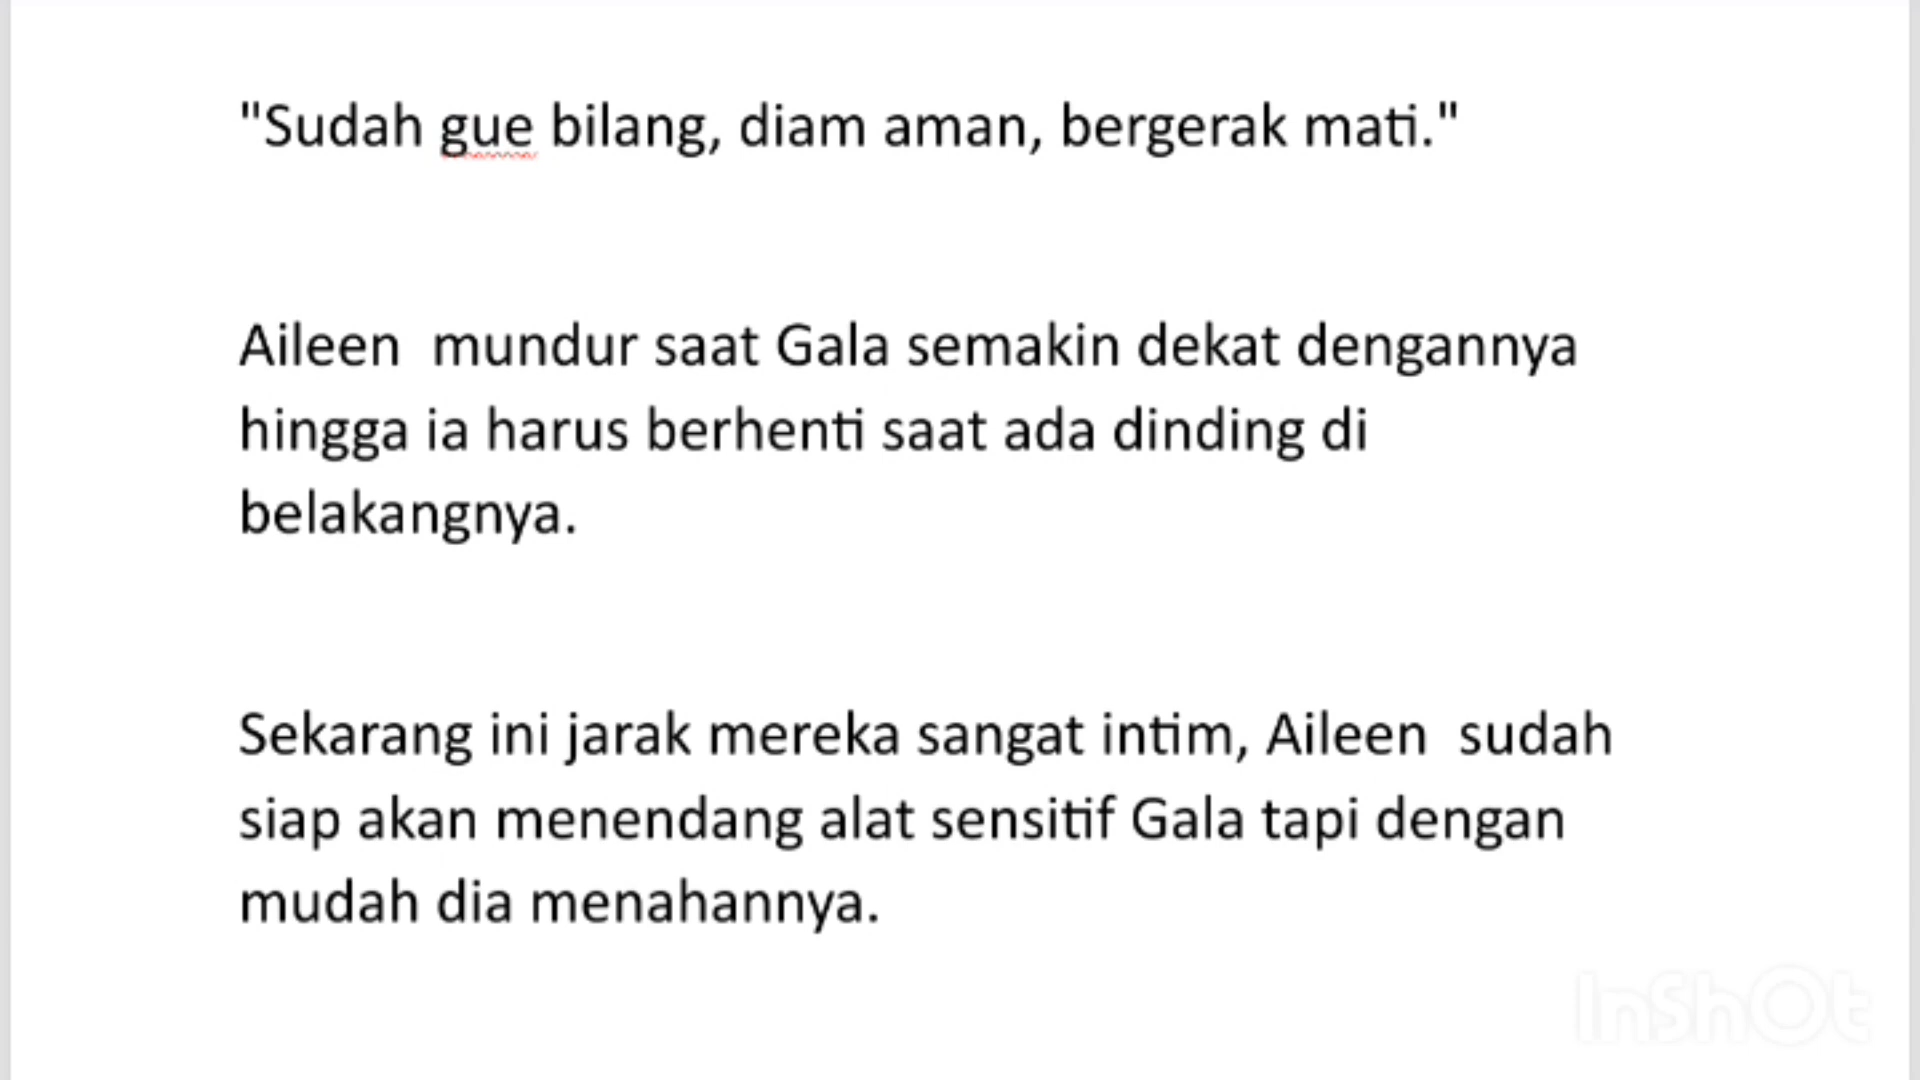 "Sudah gue bilang, diam aman, bergerak mati."
Aileen  mundur saat Gala semakin dekat dengannya
hingga ia harus berhenti saat ada dinding di
belakangnya.
Sekarang ini jarak mereka sangat intim, Aileen  sudah
siap akan menendang alat sensitif Gala tapi dengan
mudah dia menahannya.
InShOt